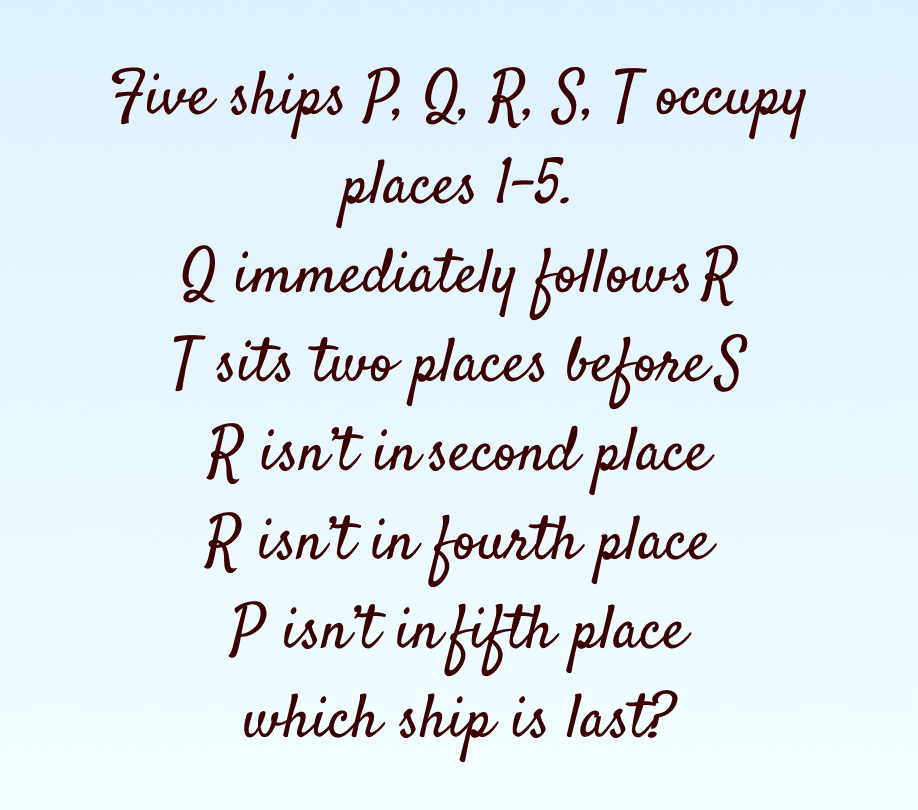 Five ships P, Q, R, S, T occupy
places 1-5.
Q immediately follows R
T sits two places before S
R isn't in second place
R isn't in fourth place
P isn't in fifth place
which ship is last?